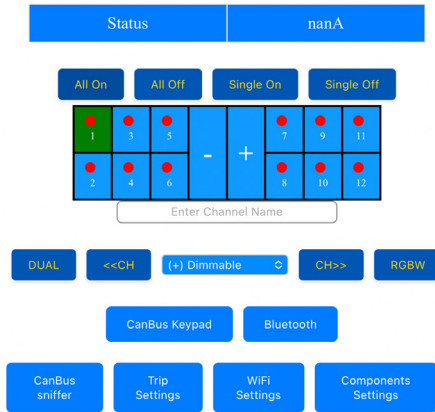 Status nanA
All On All Off Single On Single Off
1 3 5 - + 7 9 11
2 4 6 8 10 12
Enter Channel Name
DUAL <<CH (+) Dimmable CH>> RGBW
CanBus Keypad Bluetooth
CanBus Trip WiFi Components
sniffer Settings Settings Settings